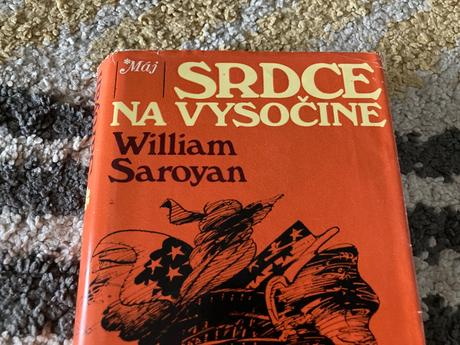 *Máj
SRDCE
NA VYSOČINE
William
Saroyan